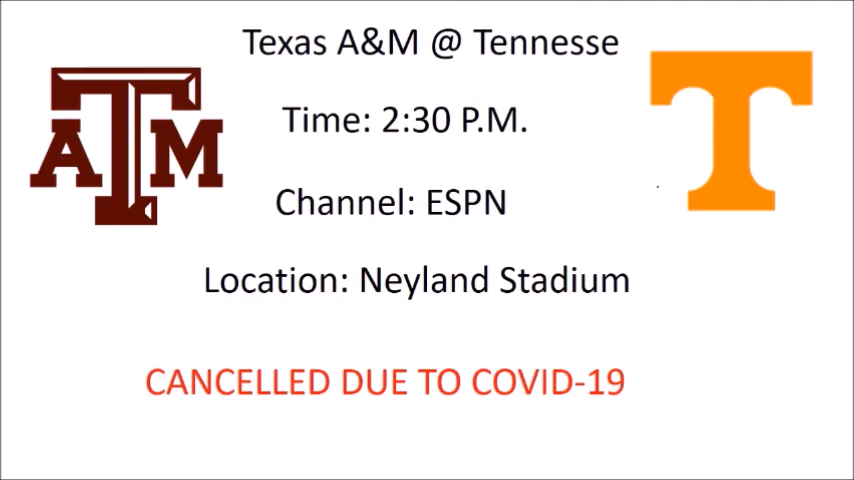 Texas A&M @ Tennesse
ATM
T
Time: 2:30 P.M.
Channel: ESPN
Location: Neyland Stadium
CANCELLED DUE TO COVID-19